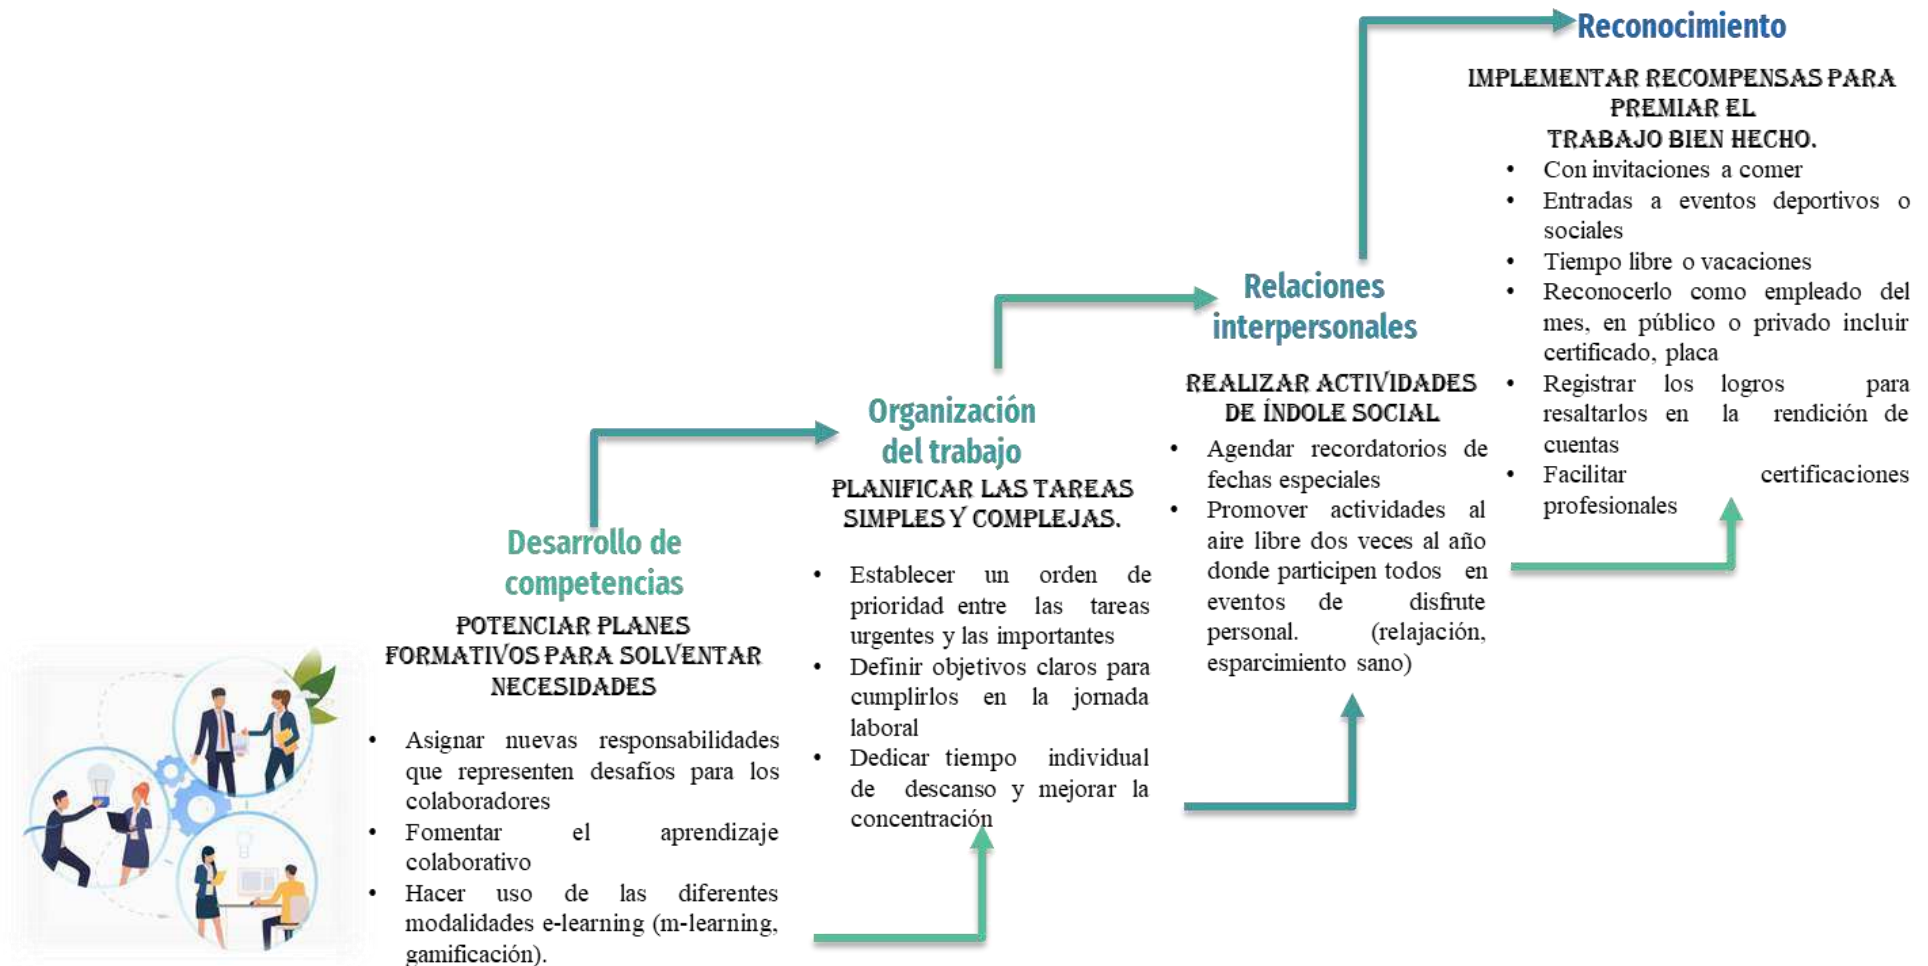 Desarrollo de
competencias
POTENCIAR PLANES
FORMATIVOS PARA SOLVENTAR
NECESIDADES
• Asignar nuevas responsabilidades
que representen desafíos para los
colaboradores
• Fomentar el aprendizaje
colaborativo
• Hacer uso de las diferentes
modalidades e-learning (m-learning,
gamificación).
Organización
del trabajo
PLANIFICAR LAS TAREAS
SIMPLES Y COMPLEJAS.
• Establecer un orden de
prioridad entre las tareas
urgentes y las importantes
• Definir objetivos claros para
cumplirlos en la jornada
laboral
• Dedicar tiempo individual
de descanso y mejorar la
concentración
Relaciones
interpersonales
REALIZAR ACTIVIDADES
DE ÍNDOLE SOCIAL
• Agendar recordatorios de
fechas especiales
• Promover actividades al
aire libre dos veces al año
donde participen todos en
eventos de disfrute
personal. (relajación,
esparcimiento sano)
Reconocimiento
IMPLEMENTAR RECOMPENSAS PARA
PREMIAR EL
TRABAJO BIEN HECHO.
• Con invitaciones a comer
• Entradas a eventos deportivos o
sociales
• Tiempo libre o vacaciones
• Reconocerlo como empleado del
mes, en público o privado incluir
certificado, placa
• Registrar los logros para
resaltarlos en la rendición de
cuentas
• Facilitar certificaciones
profesionales